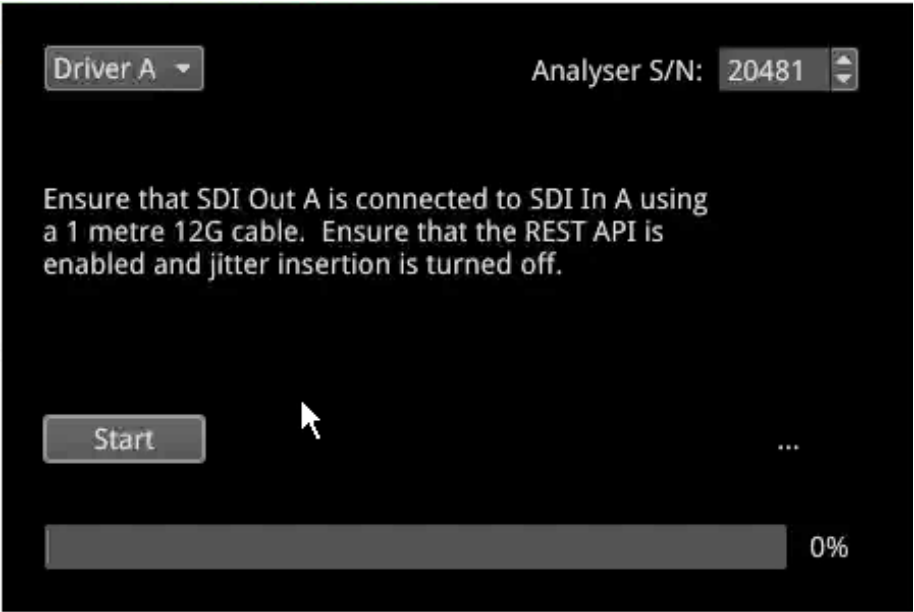 Driver A
Analyser S/N: 20481
Ensure that SDI Out A is connected to SDI In A using
a 1 metre 12G cable.  Ensure that the REST API is
enabled and jitter insertion is turned off.
Start
...
0%